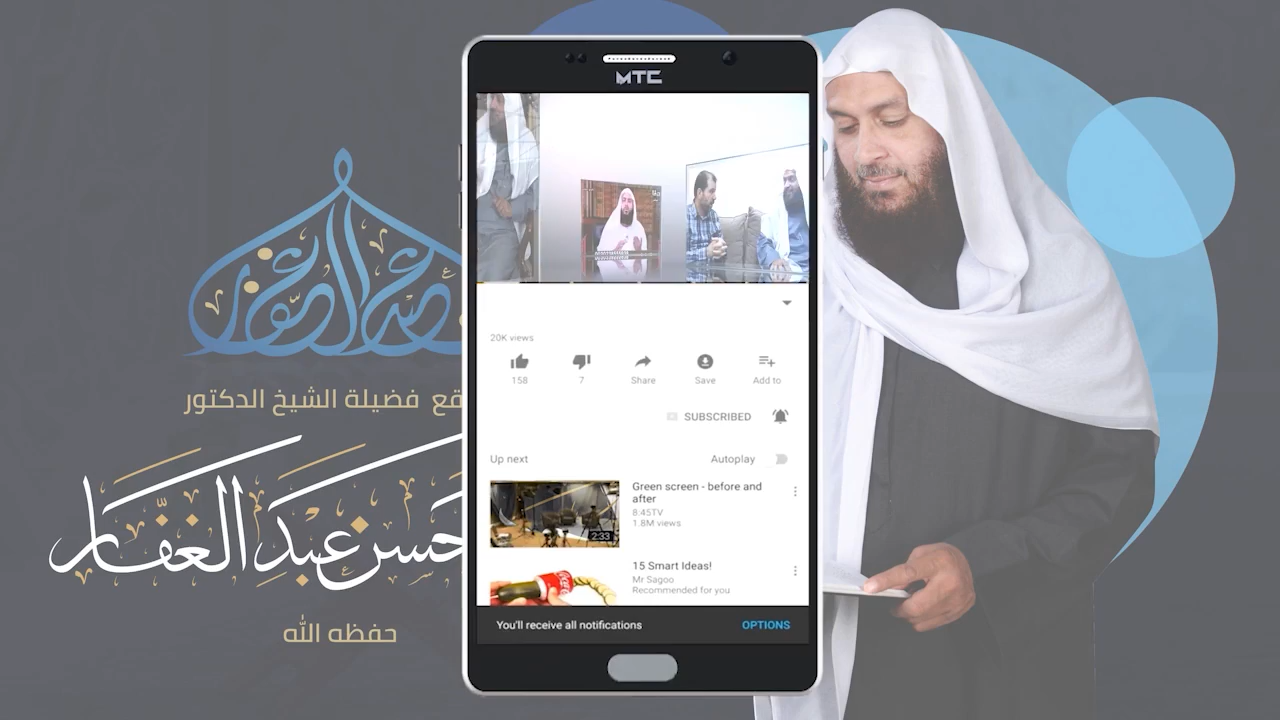 قع فضيلة الشيخ الدكتور
حسن عبد الغفار
حفظه الله
MTC
20K views
158
7
Share
Save
Add to
SUBSCRIBED
Up next
Autoplay
Green screen - before and
after
8:45TV
1.8M views
2:33
15 Smart Ideas!
Mr Sagoo
Recommended for you
You'll receive all notifications
OPTIONS